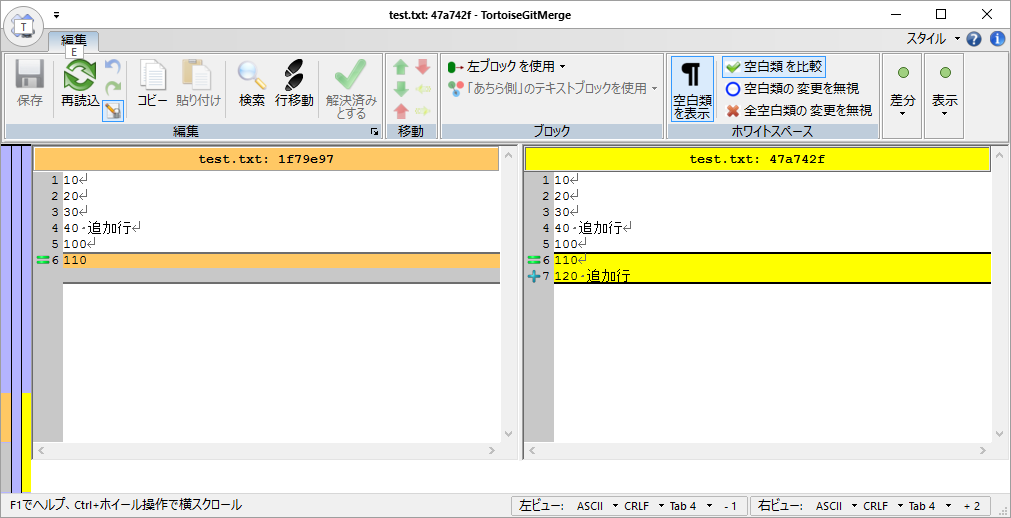 test.txt: 47a742f - TortoiseGitMerge
T
編集
E
スタイル
保存
再読込
コピー
貼り付け
検索
行移動
解決済みとする
編集
移動
左ブロックを使用
「あちら側」のテキストブロックを使用
ブロック
空白類を表示
空白類を比較
空白類の変更を無視
全空白類の変更を無視
ホワイトスペース
差分
表示
test.txt: 1f79e97
1 10↵
2 20↵
3 30↵
4 40·追加行↵
5 100↵
6 110
test.txt: 47a742f
1 10↵
2 20↵
3 30↵
4 40·追加行↵
5 100↵
6 110↵
7 120·追加行
F1でヘルプ、Ctrl+ホイール操作で横スクロール
左ビュー: ASCII CRLF Tab 4 - 1
右ビュー: ASCII CRLF Tab 4 + 2